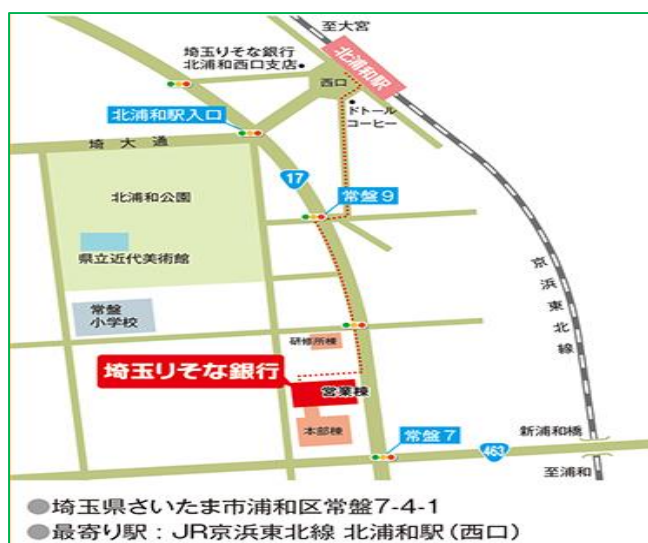 至大宮
北浦和駅
埼玉りそな銀行
北浦和西口支店
西口
ドトール
コーヒー
北浦和駅入口
埼大通
17
常盤9
北浦和公園
県立近代美術館
京浜東北線
常盤
小学校
研修所棟
埼玉りそな銀行
営業棟
本部棟
常盤7
463
新浦和橋
至浦和
●埼玉県さいたま市浦和区常盤7-4-1
●最寄り駅：JR京浜東北線 北浦和駅(西口)